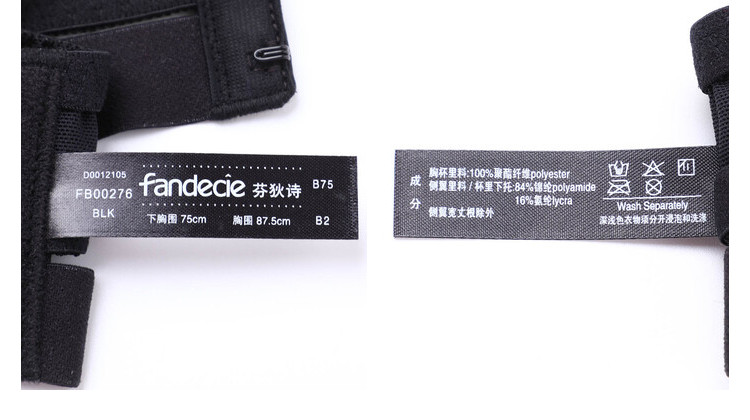 D0012105
FB00276
BLK
fandecie 芬狄诗
B75
下胸围 75cm 胸围 87.5cm
B2
成分
胸杯里料:100%聚酯纤维polyester
侧翼里料/杯里下托:84%锦纶polyamide
16%氨纶lycra
侧翼宽丈根除外
Wash Separately
深浅色衣物须分开浸泡和洗涤